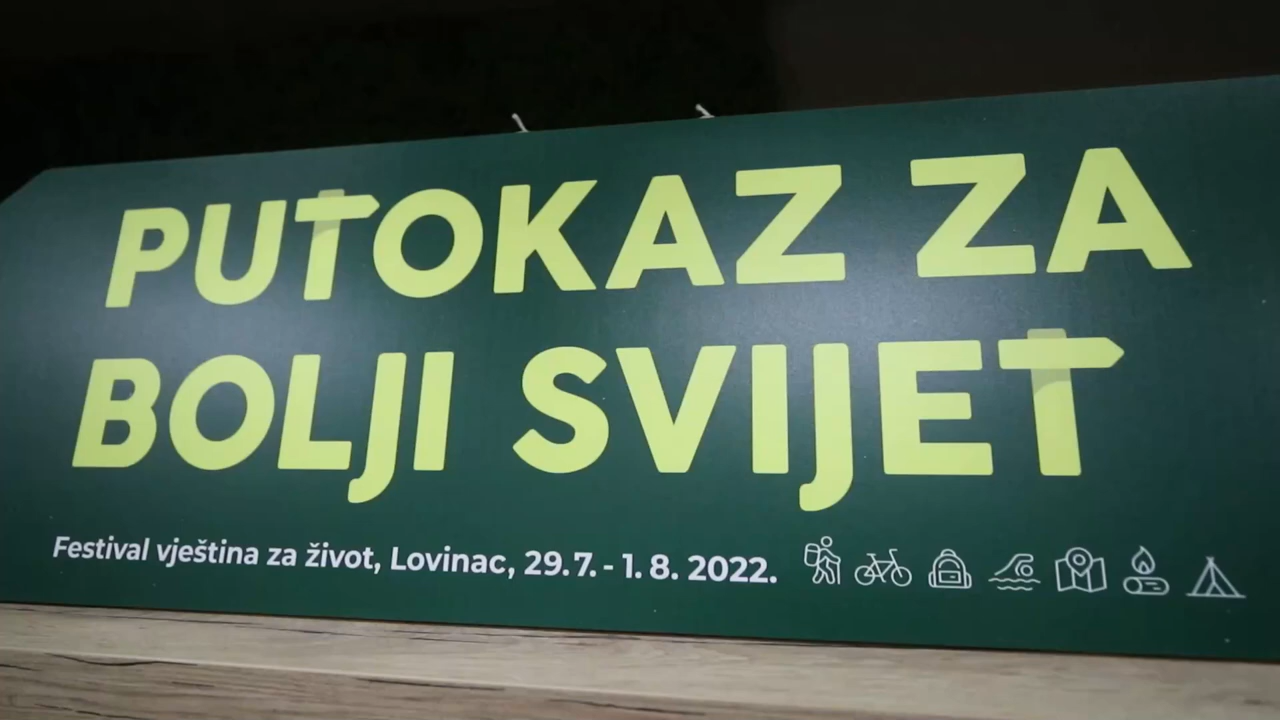 PUTOKAZ ZA
BOLJI SVIJET
Festival vještina za život, Lovinac, 29.7. - 1. 8. 2022.